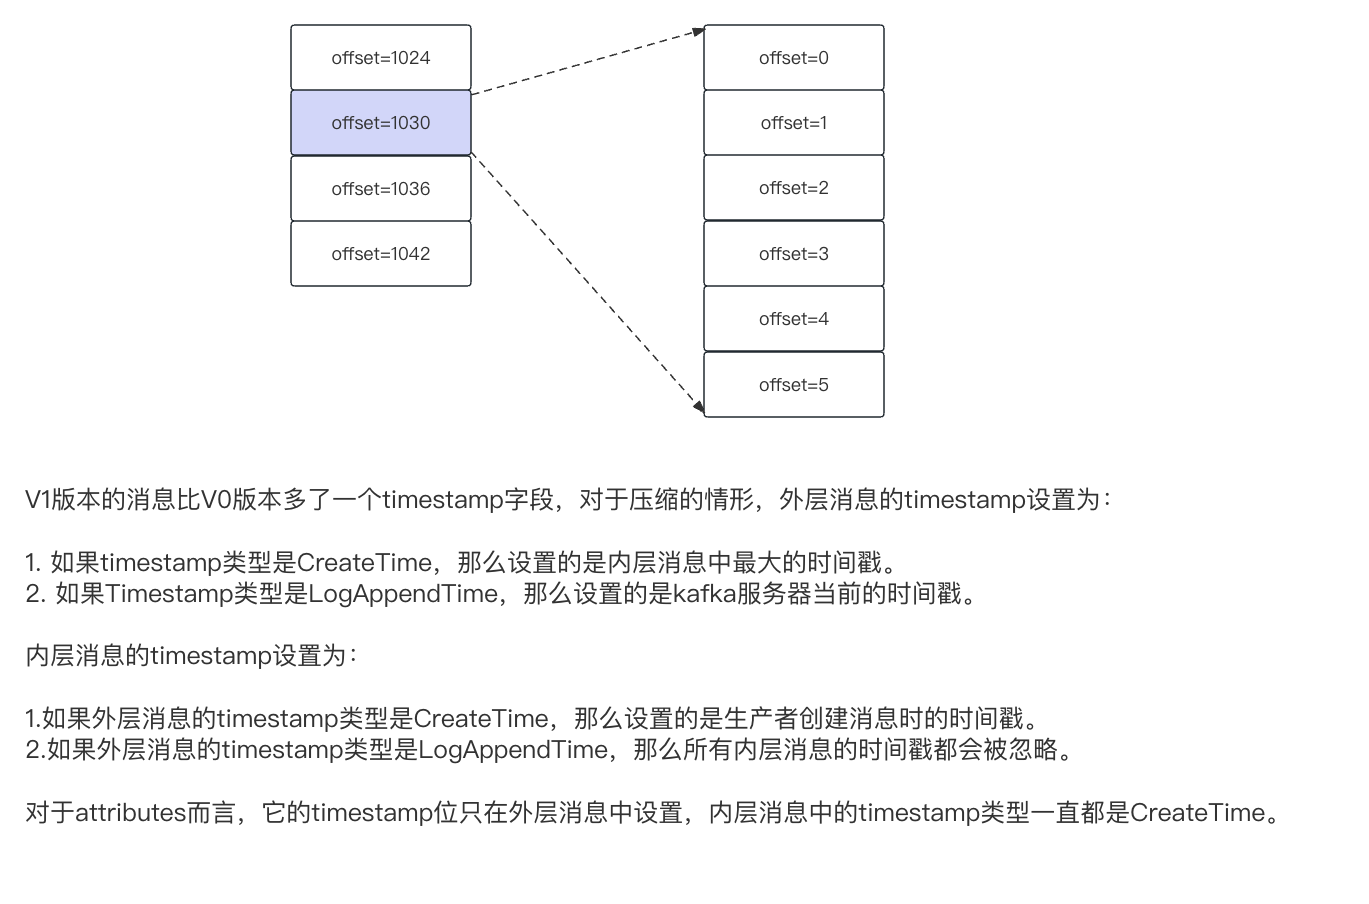 offset=1024
offset=1030
offset=1036
offset=1042
offset=0
offset=1
offset=2
offset=3
offset=4
offset=5
V1版本的消息比V0版本多了一个timestamp字段，对于压缩的情形，外层消息的timestamp设置为：
1. 如果timestamp类型是CreateTime，那么设置的是内层消息中最大的时间戳。
2. 如果Timestamp类型是LogAppendTime，那么设置的是kafka服务器当前的时间戳。
内层消息的timestamp设置为：
1.如果外层消息的timestamp类型是CreateTime，那么设置的是生产者创建消息时的时间戳。
2.如果外层消息的timestamp类型是LogAppendTime，那么所有内层消息的时间戳都会被忽略。
对于attributes而言，它的timestamp位只在外层消息中设置，内层消息中的timestamp类型一直都是CreateTime。